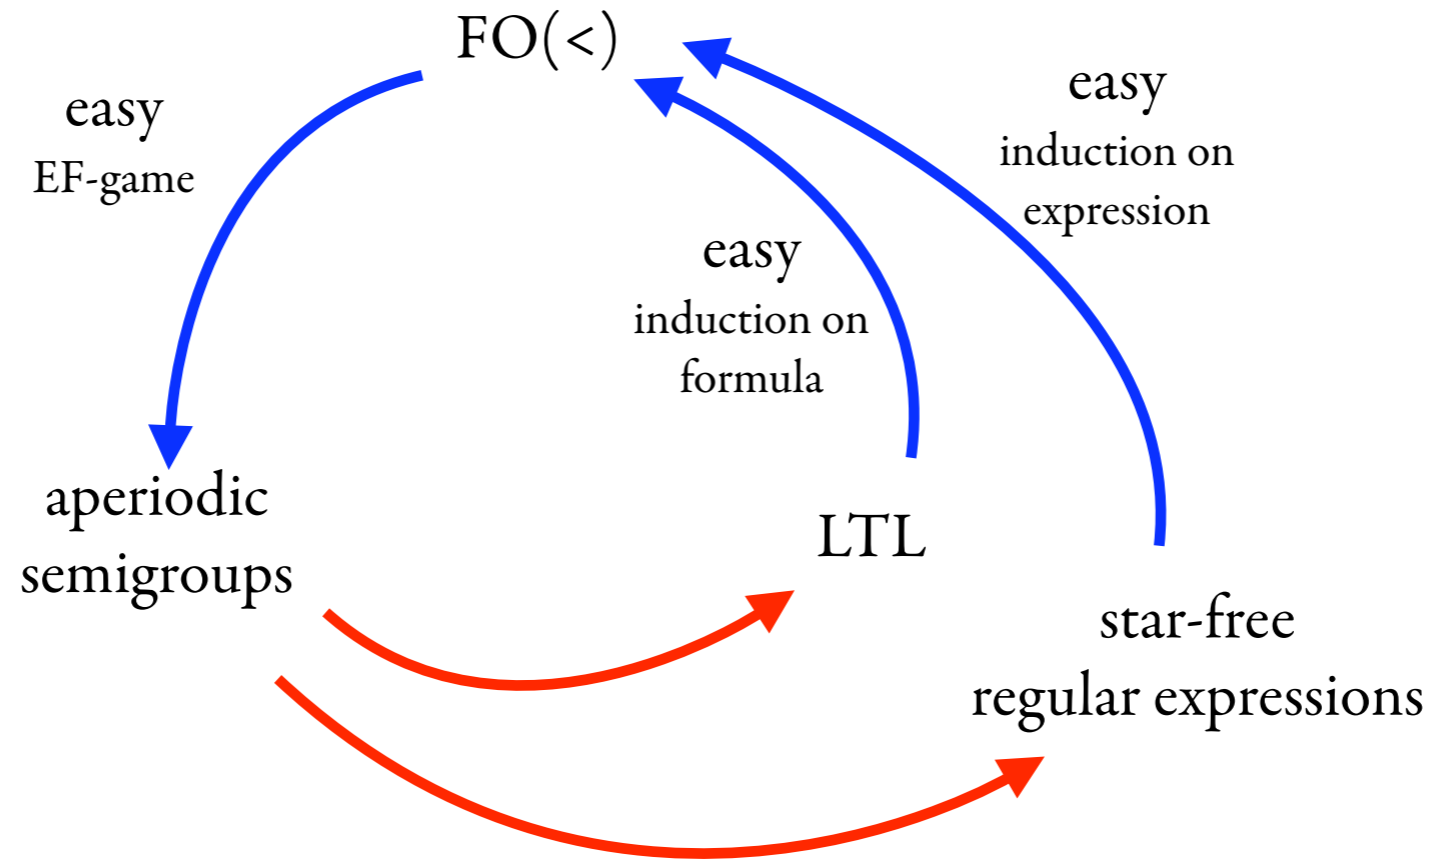 FO(<)
easy
EF-game
easy
induction on
expression
easy
induction on
formula
aperiodic
semigroups
LTL
star-free
regular expressions